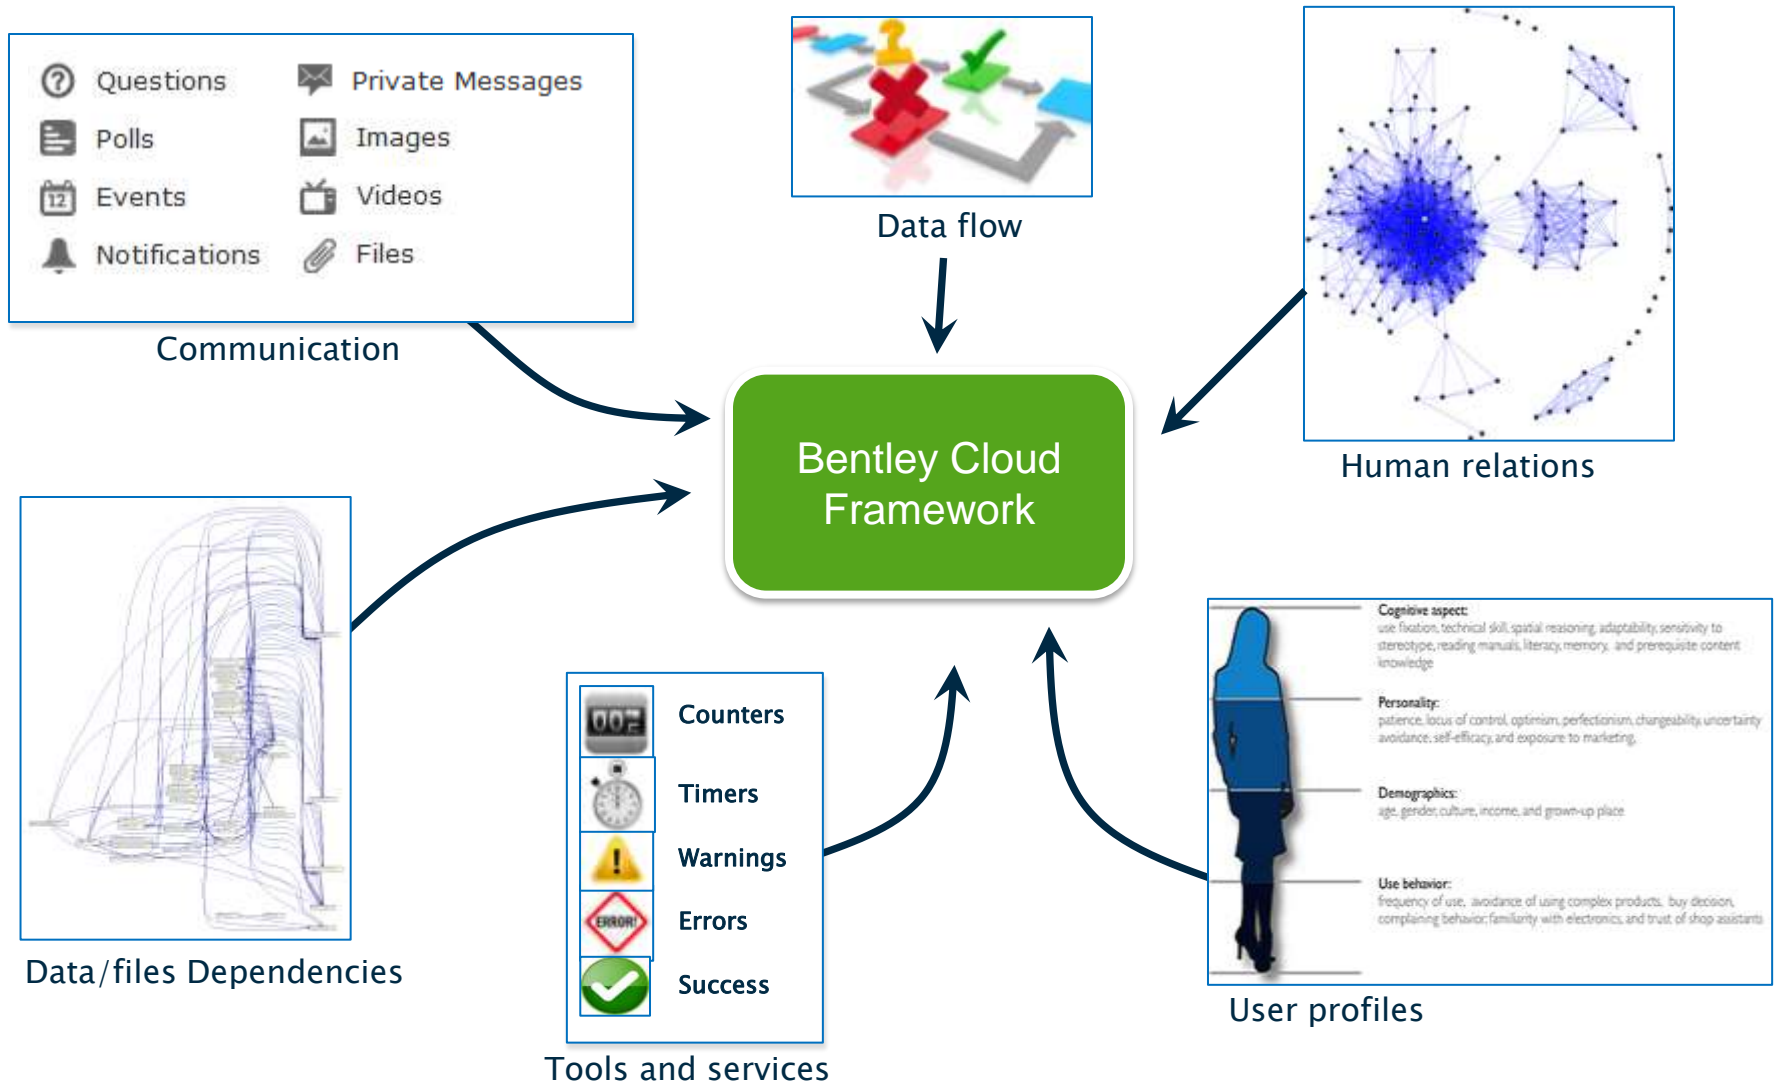 Questions
Private Messages
Polls
Images
Events
Videos
12
Notifications
Files
Communication
Data flow
Human relations
Bentley Cloud
Framework
Data/files Dependencies
Counters
Timers
Warnings
ERROR!
Errors
Success
Tools and services
Cognitive aspect:
use fixation, technical skill, spatial reasoning, adaptability, sensitivity to
stereotype, reading manuals, literacy, memory, and prerequisite content
knowledge
Personality:
patience, locus of control, optimism, perfectionism, changeability, uncertainty
avoidance, self-efficacy, and exposure to marketing.
Demographics:
age, gender, culture, income, and grown-up place
Use behavior:
frequency of use, avoidance of using complex products, buy decision,
complaining behavior, familiarity with electronics, and trust of shop assistants
User profiles